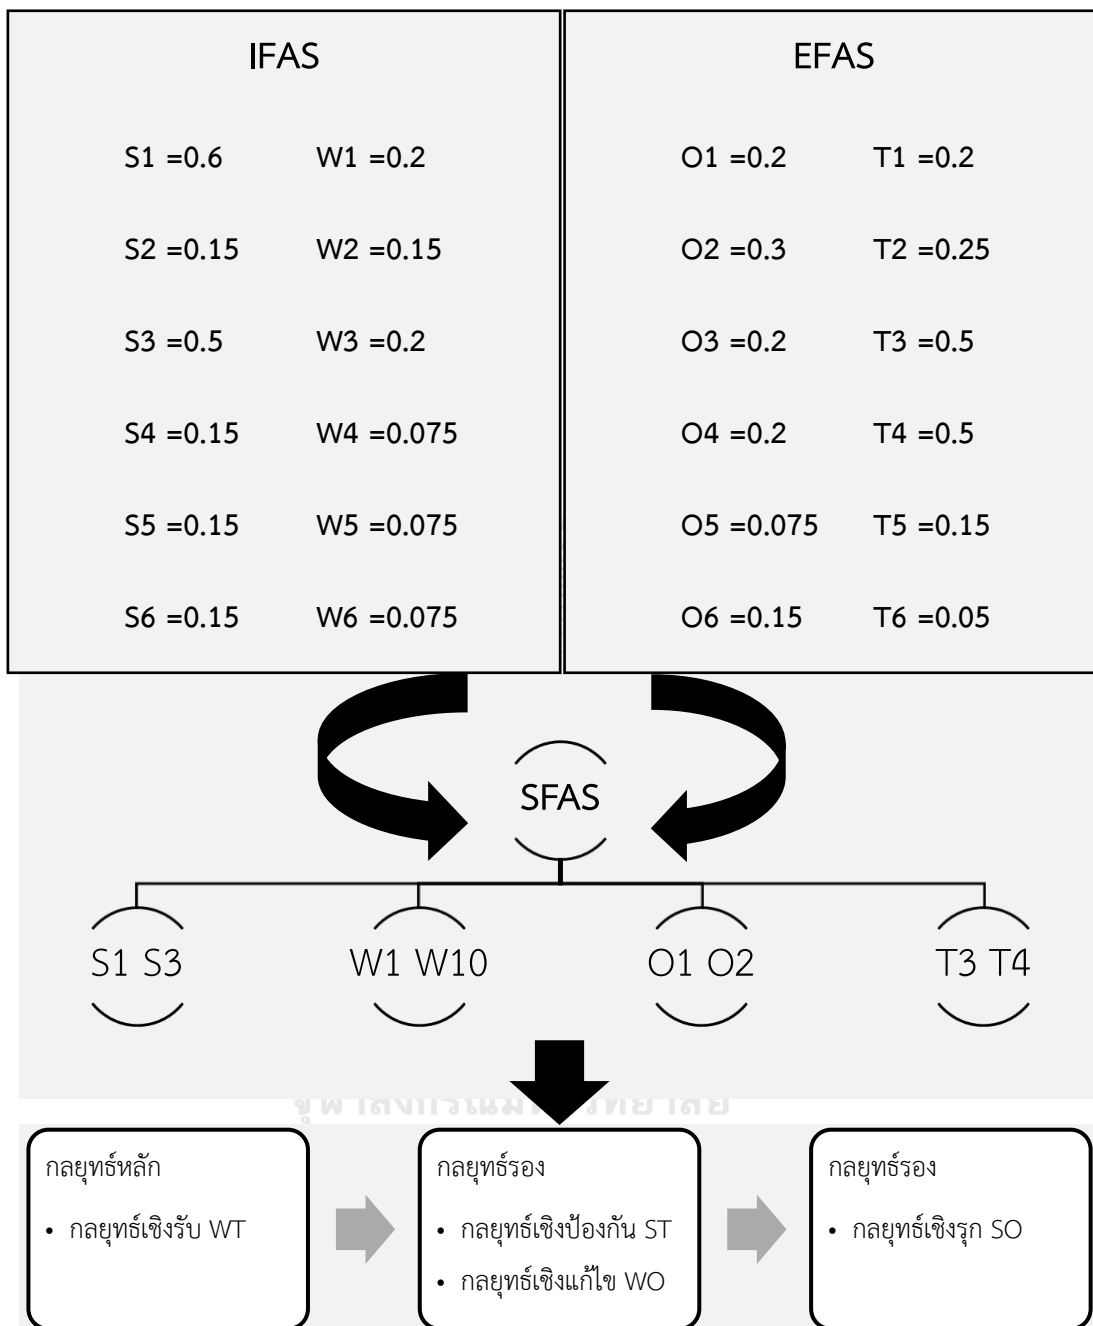 IFAS
EFAS
S1 =0.6 W1 =0.2 O1 =0.2 T1 =0.2
S2 =0.15 W2 =0.15 O2 =0.3 T2 =0.25
S3 =0.5 W3 =0.2 O3 =0.2 T3 =0.5
S4 =0.15 W4 =0.075 O4 =0.2 T4 =0.5
S5 =0.15 W5 =0.075 O5 =0.075 T5 =0.15
S6 =0.15 W6 =0.075 O6 =0.15 T6 =0.05
SFAS
S1 S3
W1 W10
O1 O2
T3 T4
กลยุทธ์หลัก
• กลยุทธ์เชิงรับ WT
กลยุทธ์รอง
• กลยุทธ์เชิงป้องกัน ST
• กลยุทธ์เชิงแก้ไข WO
กลยุทธ์รอง
• กลยุทธ์เชิงรุก SO